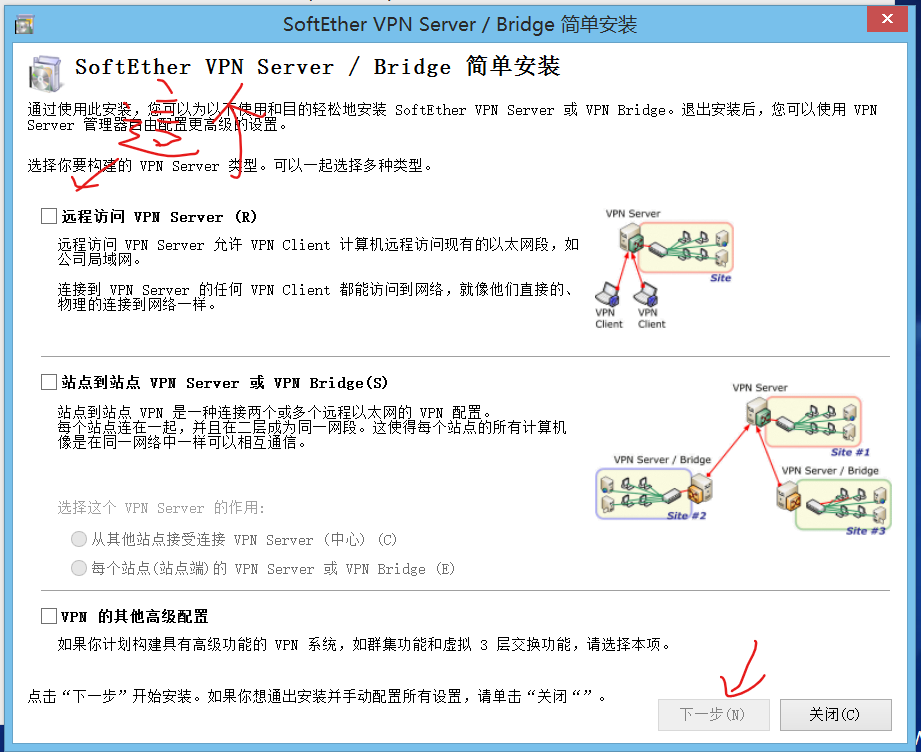 SoftEther VPN Server / Bridge 简单安装
SoftEther VPN Server / Bridge 简单安装
通过使用此安装，您可以为以下使用和目的轻松地安装 SoftEther VPN Server 或 VPN Bridge。退出安装后，您可以使用 VPN
Server 管理器自由配置更高级的设置。
选择你要构建的 VPN Server 类型。可以一起选择多种类型。
远程访问 VPN Server (R)
远程访问 VPN Server 允许 VPN Client 计算机远程访问现有的以太网段，如
公司局域网。
连接到 VPN Server 的任何 VPN Client 都能访问到网络，就像他们直接的、
物理的连接到网络一样。
VPN Server
Site
VPN Client
VPN Client
站点到站点 VPN Server 或 VPN Bridge(S)
站点到站点 VPN 是一种连接两个或多个远程以太网的 VPN 配置。
每个站点连在一起，并且在二层成为同一网段。这使得每个站点的所有计算机
像是在同一网络中一样可以相互通信。
VPN Server
Site #1
VPN Server / Bridge
VPN Server / Bridge
Site #2
Site #3
选择这个 VPN Server 的作用:
从其他站点接受连接 VPN Server (中心) (C)
每个站点(站点端)的 VPN Server 或 VPN Bridge (E)
VPN 的其他高级配置
如果你计划构建具有高级功能的 VPN 系统，如群集功能和虚拟 3 层交换功能，请选择本项。
点击“下一步”开始安装。如果你想通出安装并手动配置所有设置，请单击“关闭“”。
下一步(N)
关闭(C)